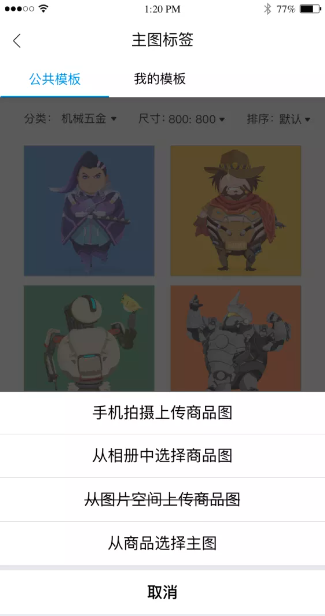 1:20 PM 77%
主图标签
公共模板 我的模板
分类: 机械五金 尺寸: 800: 800 排序: 默认
手机拍摄上传商品图
从相册中选择商品图
从图片空间上传商品图
从商品选择主图
取消